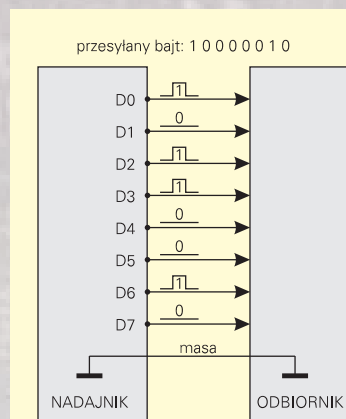 przesyłany bajt: 1 0 0 0 0 0 1 0
D0 1
D1 0
D2 1
D3 1
D4 0
D5 0
D6 1
D7 0
masa
NADAJNIK ODBIORNIK